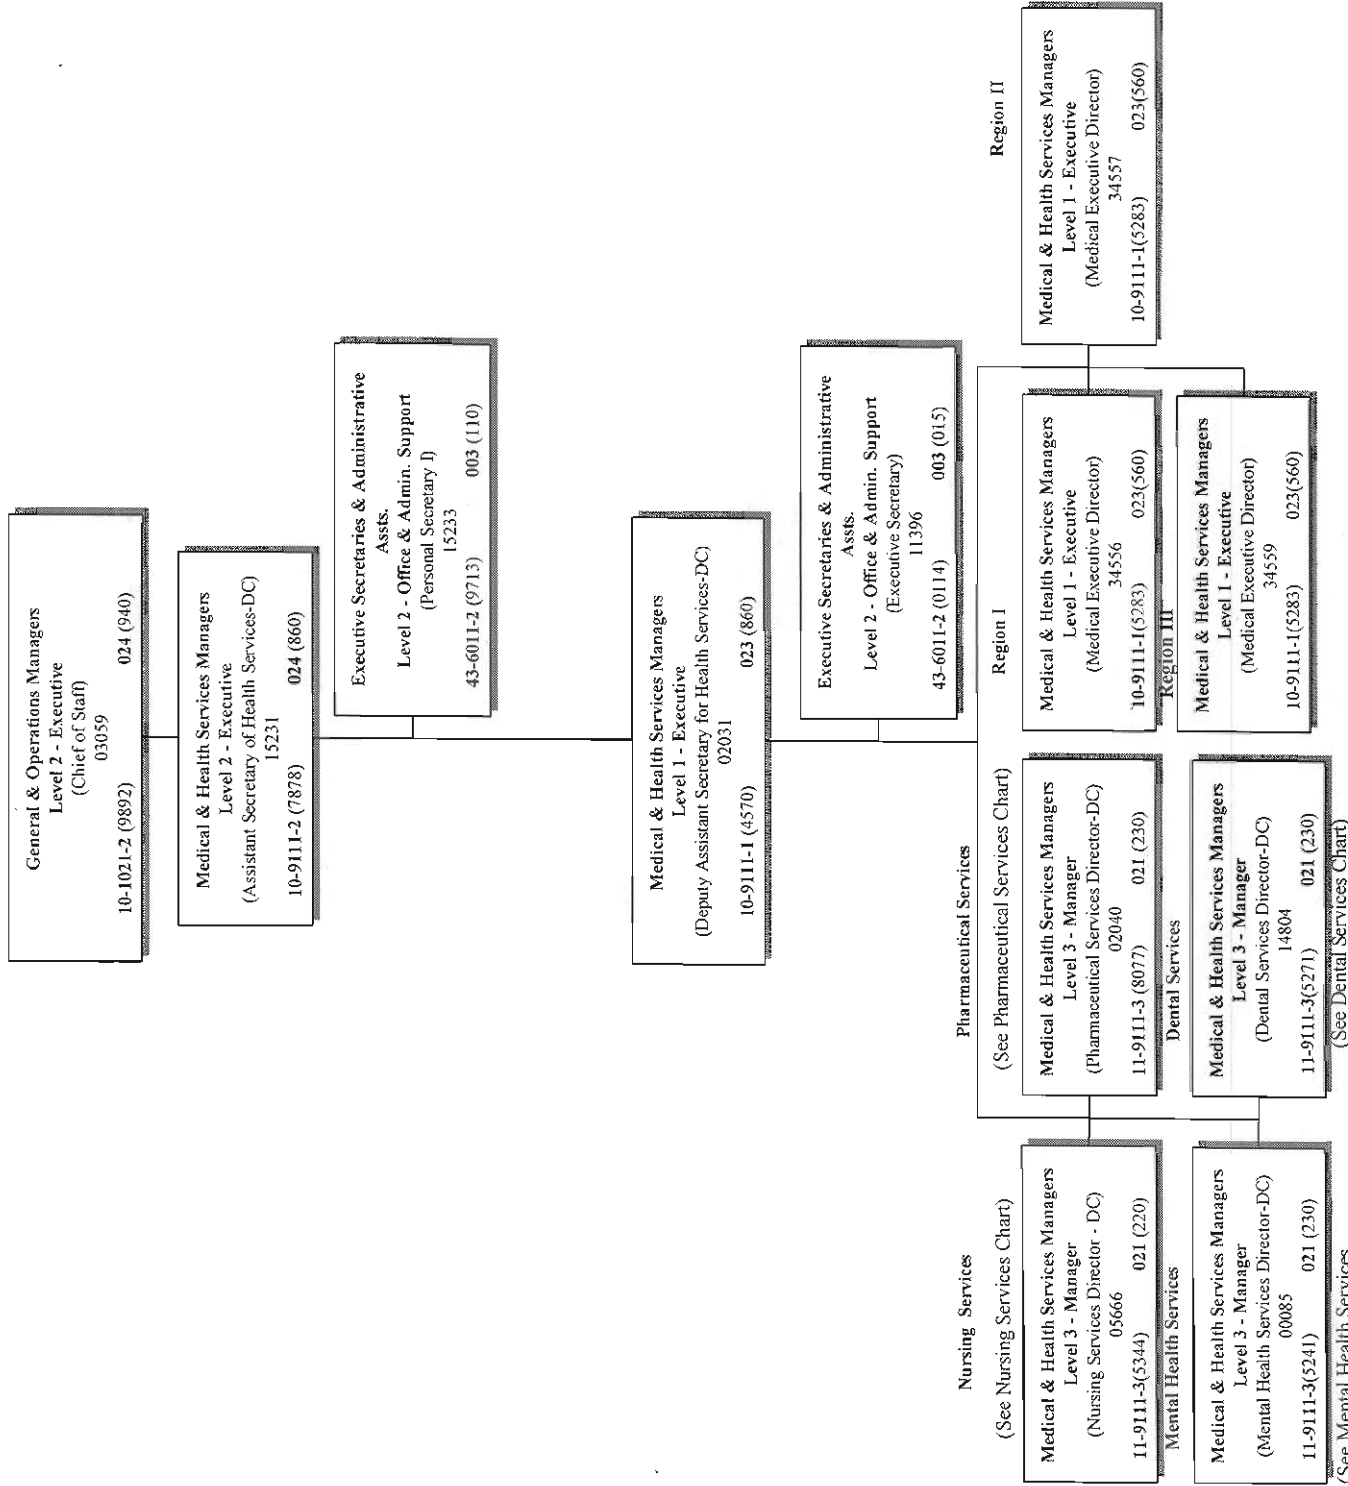 General & Operations Managers
Level 2 - Executive
(Chief of Staff)
03059
10-1021-2 (9892) 024 (940)
Medical & Health Services Managers
Level 2 - Executive
(Assistant Secretary of Health Services-DC)
15231
10-9111-2 (7878) 024 (860)
Executive Secretaries & Administrative
Assts.
Level 2 - Office & Admin. Support
(Personal Secretary I)
15233
43-6011-2 (9713) 003 (110)
Medical & Health Services Managers
Level 1 - Executive
(Deputy Assistant Secretary for Health Services-DC)
02031
10-9111-1 (4570) 023 (860)
Executive Secretaries & Administrative
Assts.
Level 2 - Office & Admin. Support
(Executive Secretary)
11396
43-6011-2 (0114) 003 (015)
Nursing Services
(See Nursing Services Chart)
Medical & Health Services Managers
Level 3 - Manager
(Nursing Services Director - DC)
05666
11-9111-3(5344) 021 (220)
Pharmaceutical Services
(See Pharmaceutical Services Chart)
Medical & Health Services Managers
Level 3 - Manager
(Pharmaceutical Services Director-DC)
02040
11-9111-3 (8077) 021 (230)
Region I
Medical & Health Services Managers
Level 1 - Executive
(Medical Executive Director)
34556
10-9111-1(5283) 023(560)
Region II
Medical & Health Services Managers
Level 1 - Executive
(Medical Executive Director)
34557
10-9111-1(5283) 023(560)
Mental Health Services
Medical & Health Services Managers
Level 3 - Manager
(Mental Health Services Director-DC)
00085
11-9111-3(5241) 021 (230)
(See Mental Health Services
Dental Services
Medical & Health Services Managers
Level 3 - Manager
(Dental Services Director-DC)
14804
11-9111-3(5271) 021 (230)
(See Dental Services Chart)
Region III
Medical & Health Services Managers
Level 1 - Executive
(Medical Executive Director)
34559
10-9111-1(5283) 023(560)